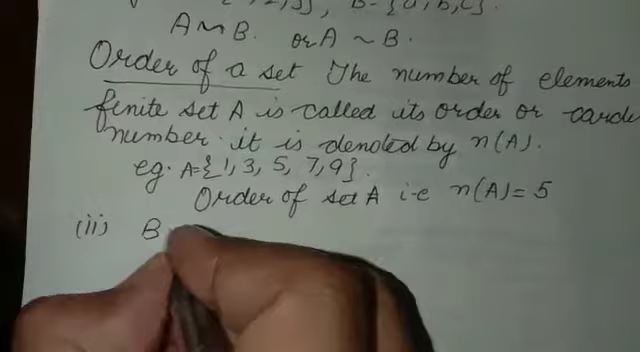 , 3}, B = {a, b, c}.
A ~ B. or A ~ B.
Order of a set The number of elements
finite set A is called its order or
number. it is denoted by n(A).
eg. A={1, 3, 5, 7, 9}.
Order of set A i-e n(A)= 5
(ii) B